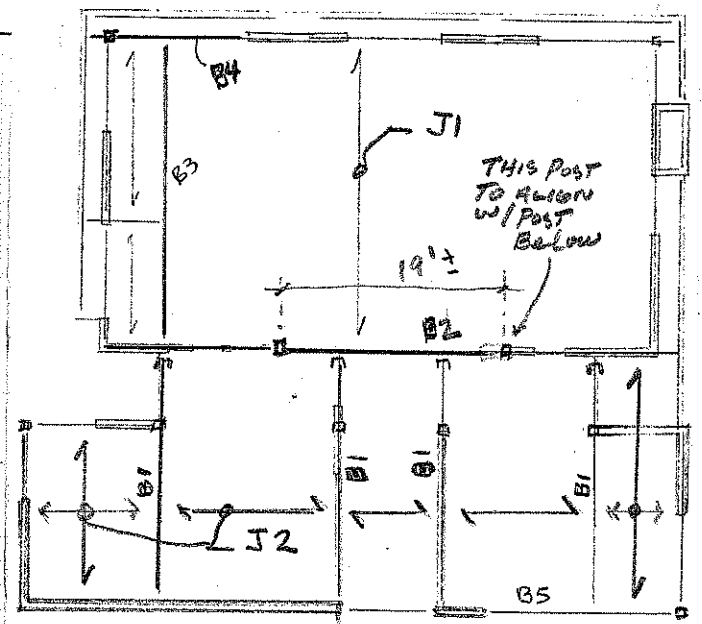 B4
J1
B3
THIS POST
TO ALIGN
W/ POST
BELOW
19'±
B2
B1
B1
B1
B1
J2
B5